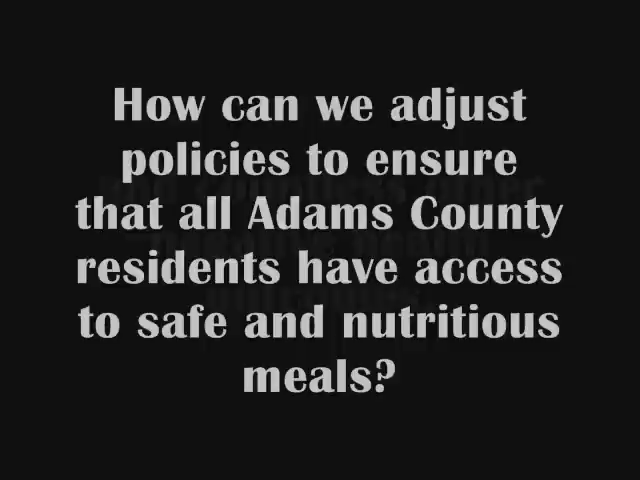 How can we adjust
policies to ensure
that all Adams County
residents have access
to safe and nutritious
meals?